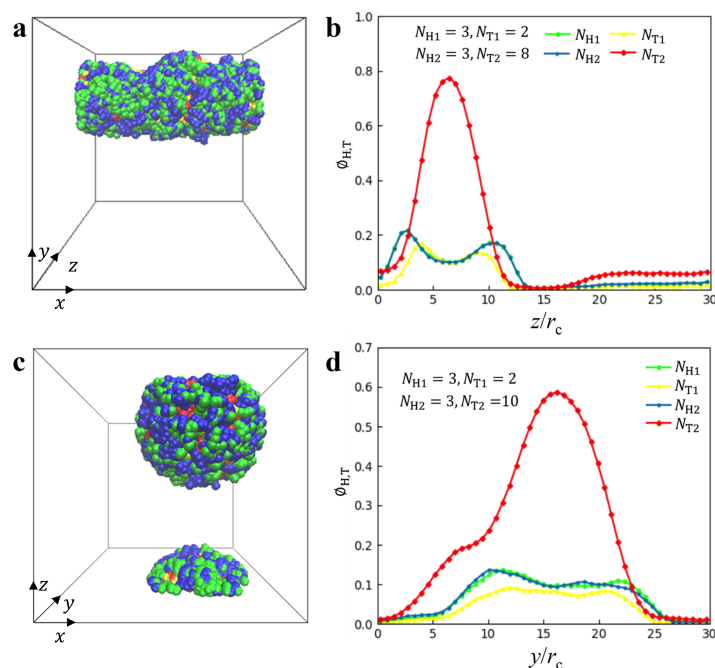 a
y
z
x
b
N_H1 = 3, N_T1 = 2
N_H2 = 3, N_T2 = 8
N_H1 N_T1
N_H2 N_T2
1.0
0.8
0.6
0.4
0.2
0.0
ϕ_H,T
0 5 10 15 20 25 30
z/r_c
c
z
y
x
d
N_H1 = 3, N_T1 = 2
N_H2 = 3, N_T2 = 10
N_H1
N_T1
N_H2
N_T2
0.7
0.6
0.5
0.4
0.3
0.2
0.1
0.0
ϕ_H,T
0 5 10 15 20 25 30
y/r_c